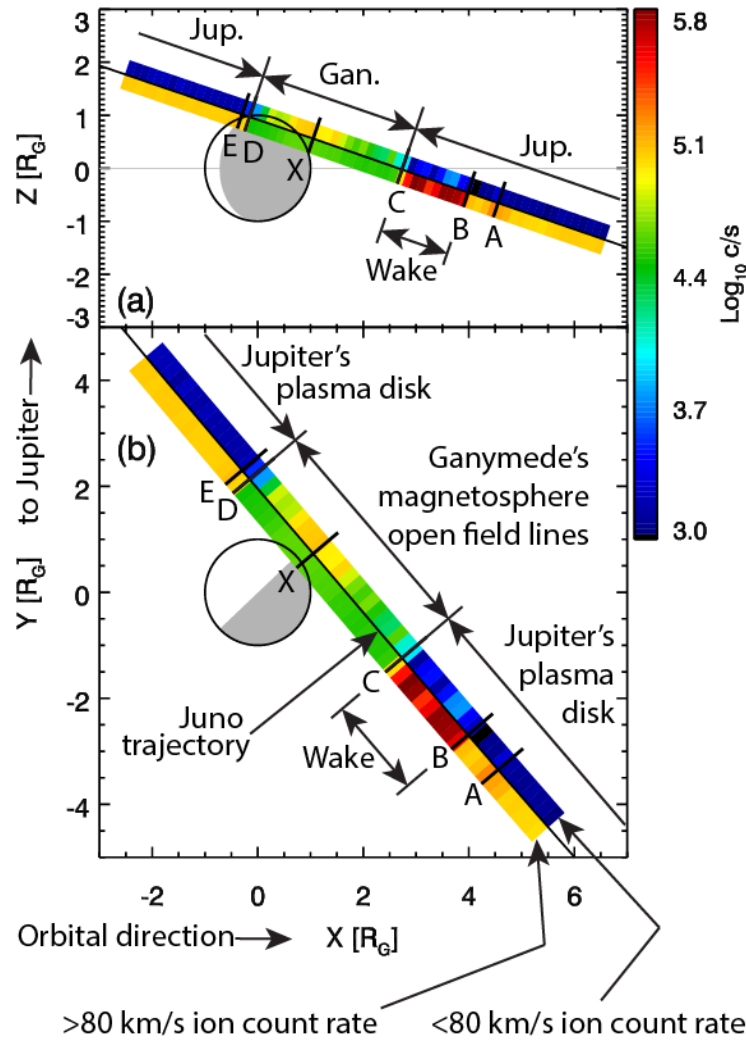 3
2
1
0
-1
-2
-3
Z [R_G]
Jup.
Gan.
Jup.
E
D
X
C
B
A
Wake
(a)
5.8
5.1
4.4
3.7
3.0
Log₁₀ c/s
4
2
0
-2
-4
Y [R_G] to Jupiter
(b)
Jupiter's
plasma disk
Ganymede's
magnetosphere
open field lines
Jupiter's
plasma
disk
E
D
X
C
B
A
Juno
trajectory
Wake
-2
0
2
4
6
Orbital direction
X [R_G]
>80 km/s ion count rate
<80 km/s ion count rate